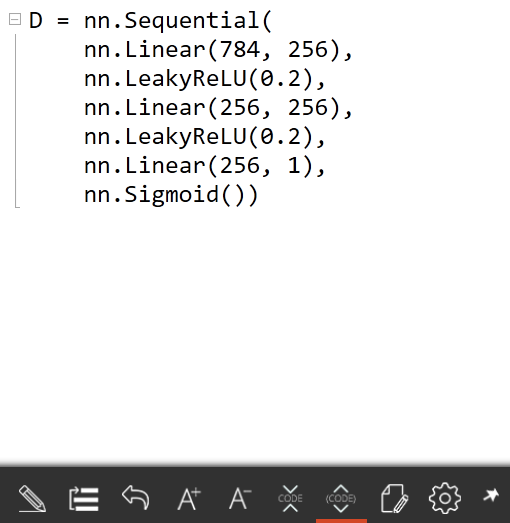 D = nn.Sequential(
    nn.Linear(784, 256),
    nn.LeakyReLU(0.2),
    nn.Linear(256, 256),
    nn.LeakyReLU(0.2),
    nn.Linear(256, 1),
    nn.Sigmoid())
A+ A- CODE {CODE}